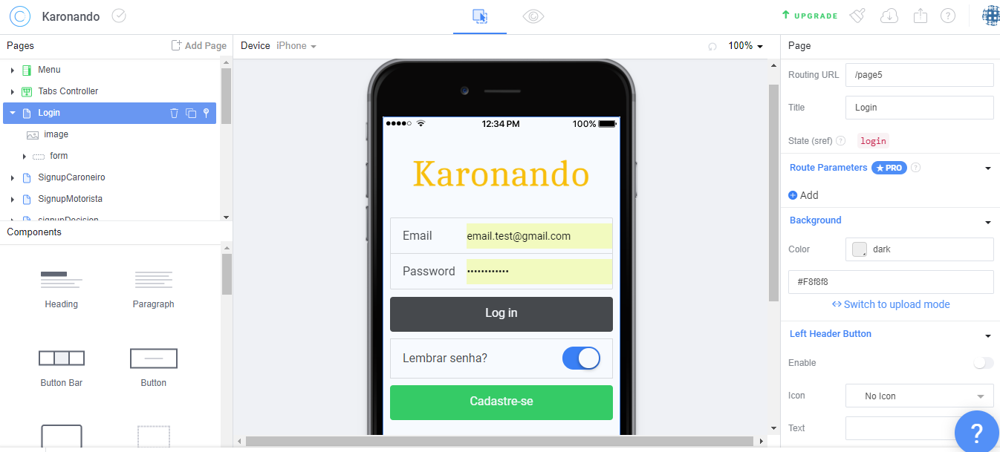 Karonando
UPGRADE
?
Pages
Add Page
Device iPhone
100%
Page
Menu
Tabs Controller
Login
image
form
SignupCaroneiro
SignupMotorista
signupDecision
Components
Heading
Paragraph
Button Bar
Button
12:34 PM
100%
Karonando
Email email.test@gmail.com
Password ••••••••••••
Log in
Lembrar senha?
Cadastre-se
Routing URL /page5
Title Login
State (sref) ? login
Route Parameters ★ PRO ?
Add
Background
Color dark
#F8f8f8
Switch to upload mode
Left Header Button
Enable
Icon No Icon
Text
?